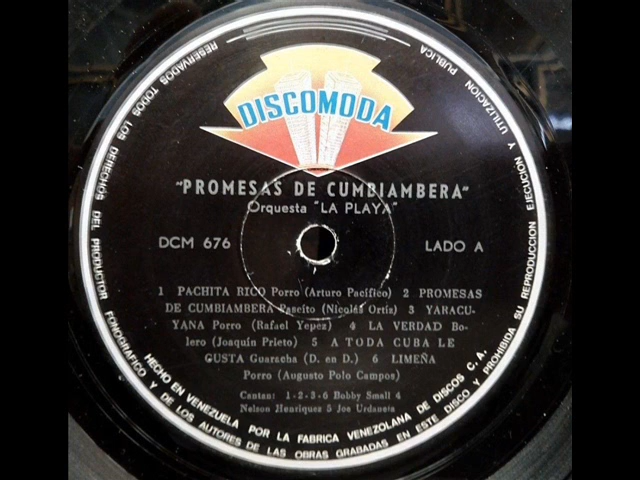 DISCOMODA
"PROMESAS DE CUMBIAMBERA"
Orquesta "LA PLAYA"
DCM 676
LADO A
1 PACHITA RICO Porro (Arturo Pacífico) 2 PROMESAS
DE CUMBIAMBERA Paseito (Nicolás Ortiz) 3 YARACU-
YANA Porro (Rafael Yepez) 4 LA VERDAD Bo-
lero (Joaquín Prieto) 5 A TODA CUBA LE
GUSTA Guaracha (D. en D.) 6 LIMEÑA
Porro (Augusto Polo Campos)
Cantan: 1-2-3-6 Bobby Small 4
Nelson Henriquez 5 Joe Urdaneta
HECHO EN VENEZUELA POR LA FABRICA VENEZOLANA DE DISCOS C. A.
RESERVADOS TODOS LOS DERECHOS DEL PRODUCTOR FONOGRAFICO Y DE LOS AUTORES DE LAS OBRAS GRABADAS EN ESTE DISCO Y PROHIBIDA SU REPRODUCCION EJECUCION Y UTILIZACION PUBLICA